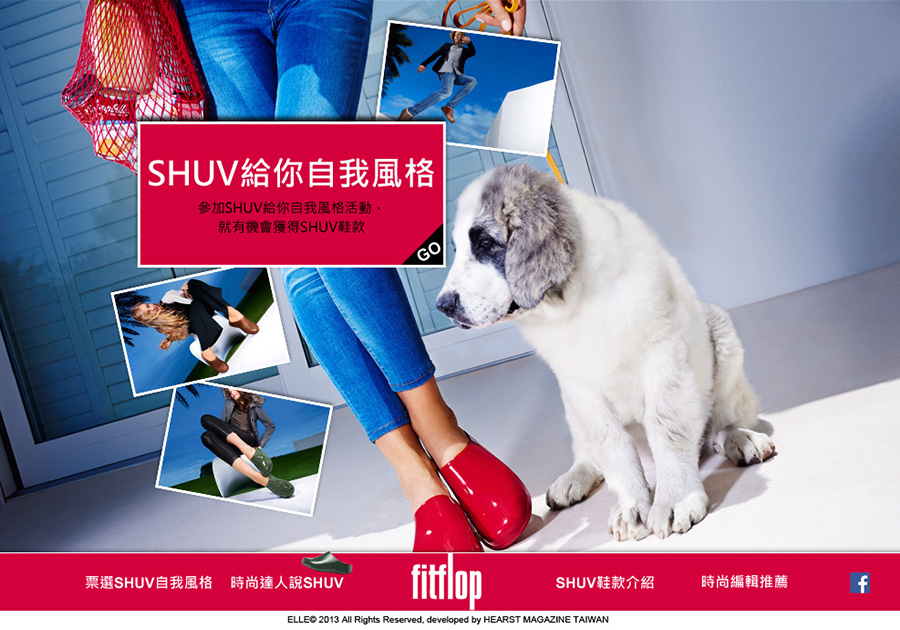 SHUV給你自我風格
參加SHUV給你自我風格活動，
就有機會獲得SHUV鞋款
GO
票選SHUV自我風格
時尚達人說SHUV
fitflop
SHUV鞋款介紹
時尚編輯推薦
f
ELLE© 2013 All Rights Reserved, developed by HEARST MAGAZINE TAIWAN